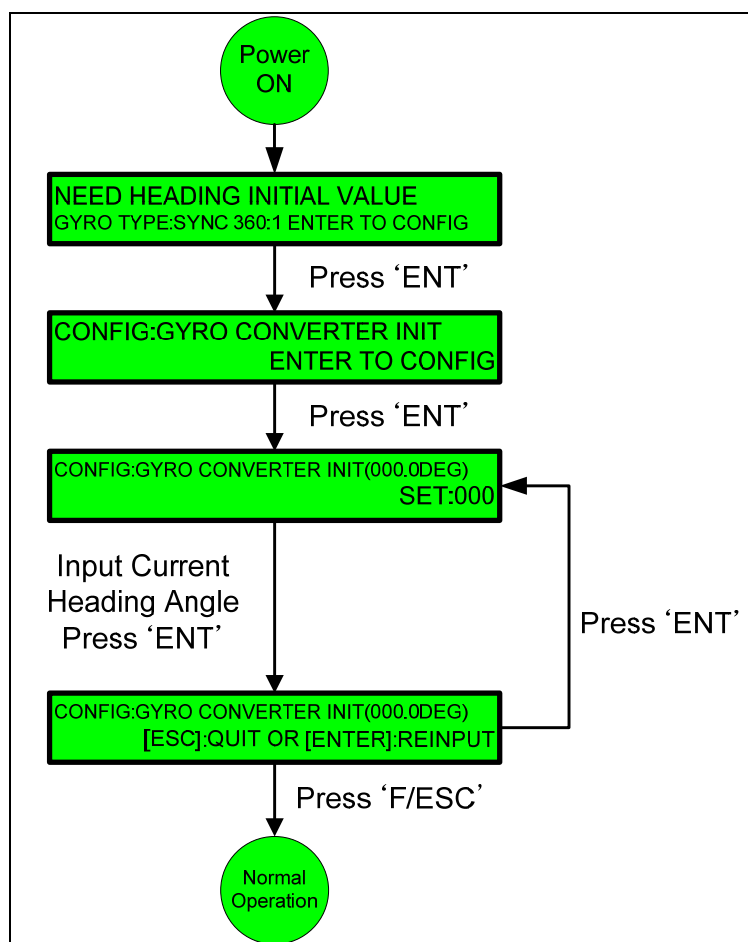 Power
ON
NEED HEADING INITIAL VALUE
GYRO TYPE:SYNC 360:1 ENTER TO CONFIG
Press ‘ENT’
CONFIG:GYRO CONVERTER INIT
ENTER TO CONFIG
Press ‘ENT’
CONFIG:GYRO CONVERTER INIT(000.0DEG)
SET:000
Input Current
Heading Angle
Press ‘ENT’
Press ‘ENT’
CONFIG:GYRO CONVERTER INIT(000.0DEG)
[ESC]:QUIT OR [ENTER]:REINPUT
Press ‘F/ESC’
Normal
Operation